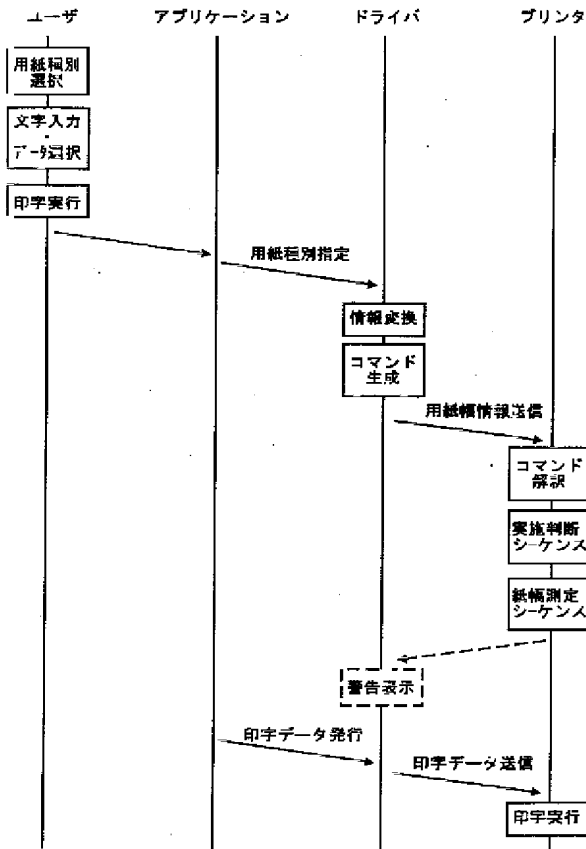 ユーザ
アプリケーション
ドライバ
プリンタ
用紙種別
選択
文字入力
・
データ選択
印字実行
用紙種別指定
情報変換
コマンド
生成
用紙幅情報送信
コマンド
解訳
実施判断
シーケンス
紙幅測定
シーケンス
警告表示
印字データ発行
印字データ送信
印字実行